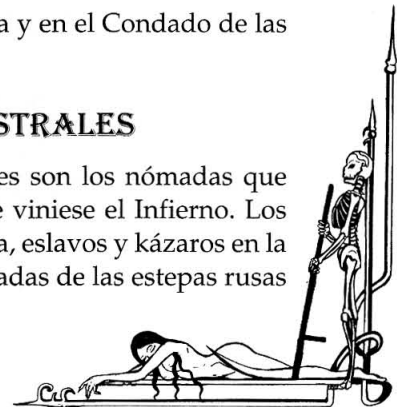 a y en el Condado de las
STRALES
es son los nómadas que
e viniese el Infierno. Los
a, eslavos y kázaros en la
adas de las estepas rusas